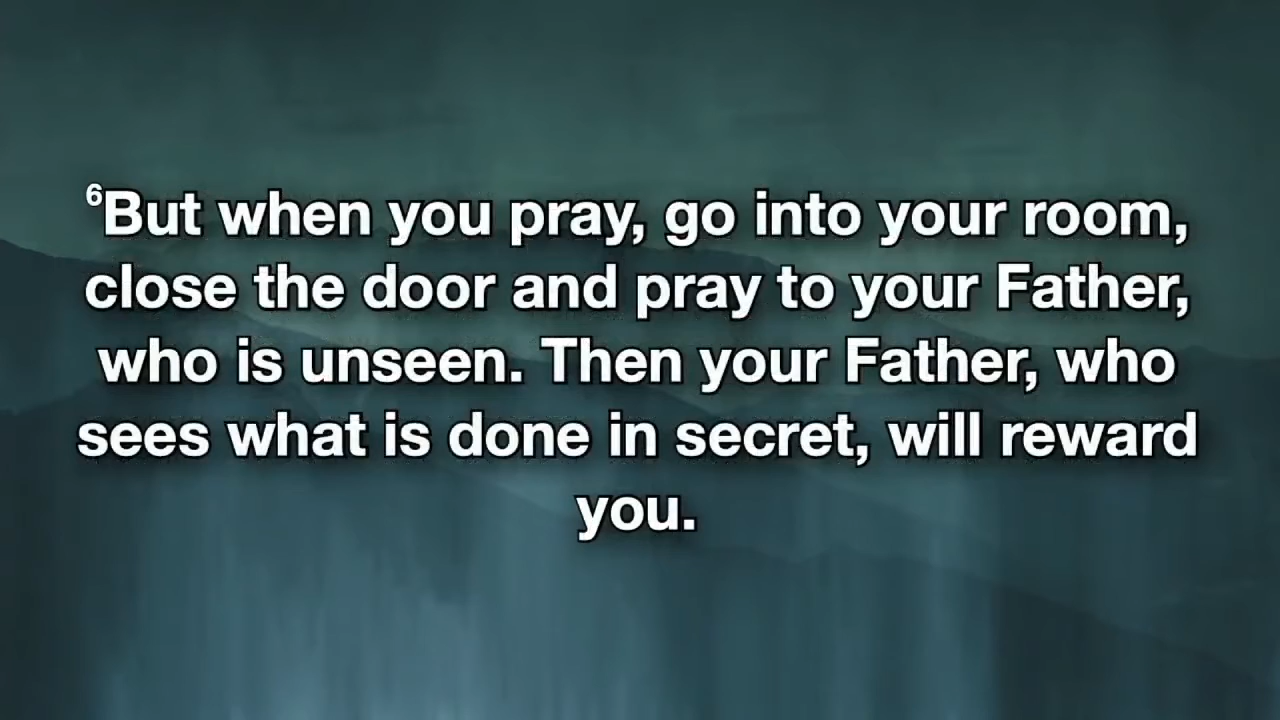 ⁶But when you pray, go into your room,
close the door and pray to your Father,
who is unseen. Then your Father, who
sees what is done in secret, will reward
you.